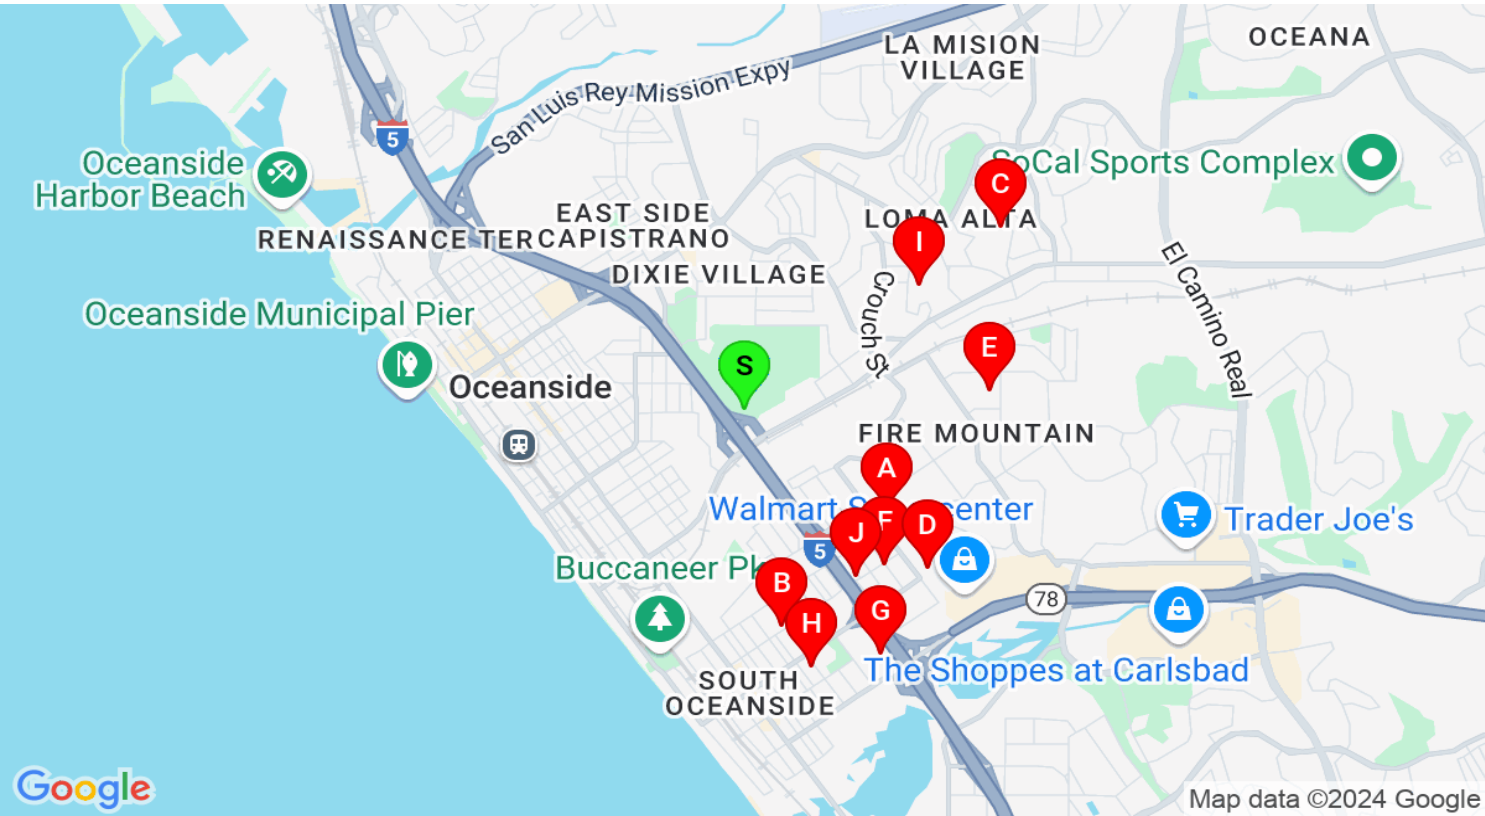 LA MISION
VILLAGE
OCEANA
San Luis Rey Mission Expy
5
Oceanside
Harbor Beach
SoCal Sports Complex
C
EAST SIDE
CAPISTRANO
LOMA ALTA
RENAISSANCE TER
I
DIXIE VILLAGE
El Camino Real
Crouch St
Oceanside Municipal Pier
E
S
Oceanside
FIRE MOUNTAIN
A
Walmart Supercenter
F
D
J
Trader Joe's
5
Buccaneer Pk
B
78
G
H
The Shoppes at Carlsbad
SOUTH
OCEANSIDE
Google
Map data ©2024 Google